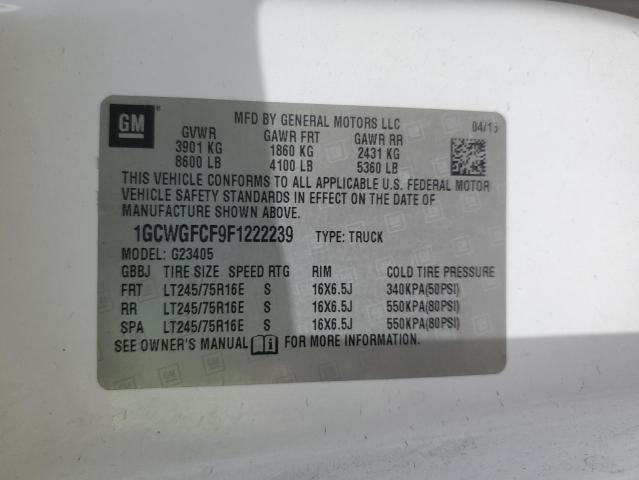 GM
MFD BY GENERAL MOTORS LLC 04/15
GVWR GAWR FRT GAWR RR
3901 KG 1860 KG 2431 KG
8600 LB 4100 LB 5360 LB
THIS VEHICLE CONFORMS TO ALL APPLICABLE U.S. FEDERAL MOTOR
VEHICLE SAFETY STANDARDS IN EFFECT ON THE DATE OF
MANUFACTURE SHOWN ABOVE.
1GCWGFCF9F1222239 TYPE: TRUCK
MODEL: G23405
GBBJ TIRE SIZE SPEED RTG RIM COLD TIRE PRESSURE
FRT LT245/75R16E S 16X6.5J 340KPA(50PSI)
RR LT245/75R16E S 16X6.5J 550KPA(80PSI)
SPA LT245/75R16E S 16X6.5J 550KPA(80PSI)
SEE OWNER'S MANUAL FOR MORE INFORMATION.